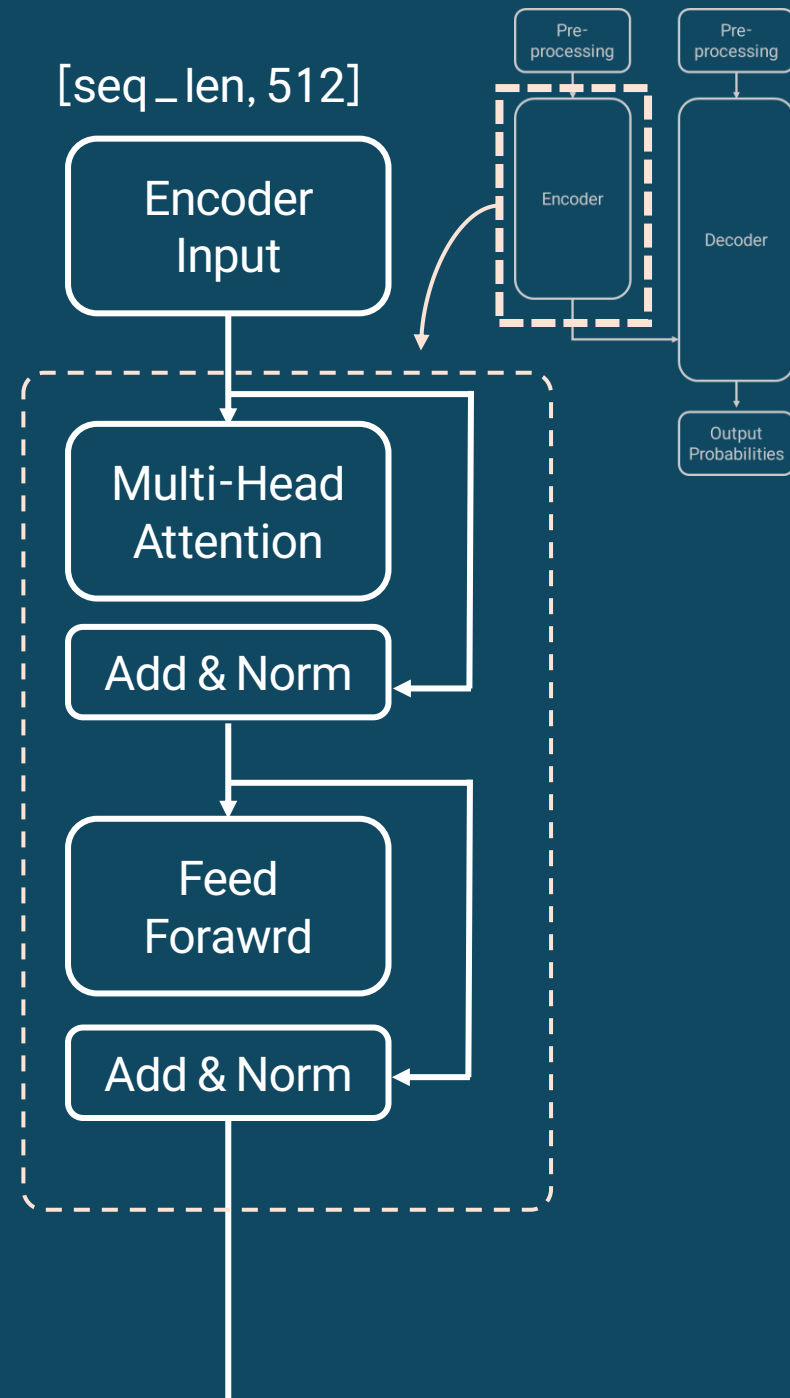 [seq_len, 512]
Encoder
Input
Multi-Head
Attention
Add & Norm
Feed
Forawrd
Add & Norm
Pre-
processing
Encoder
Pre-
processing
Decoder
Output
Probabilities